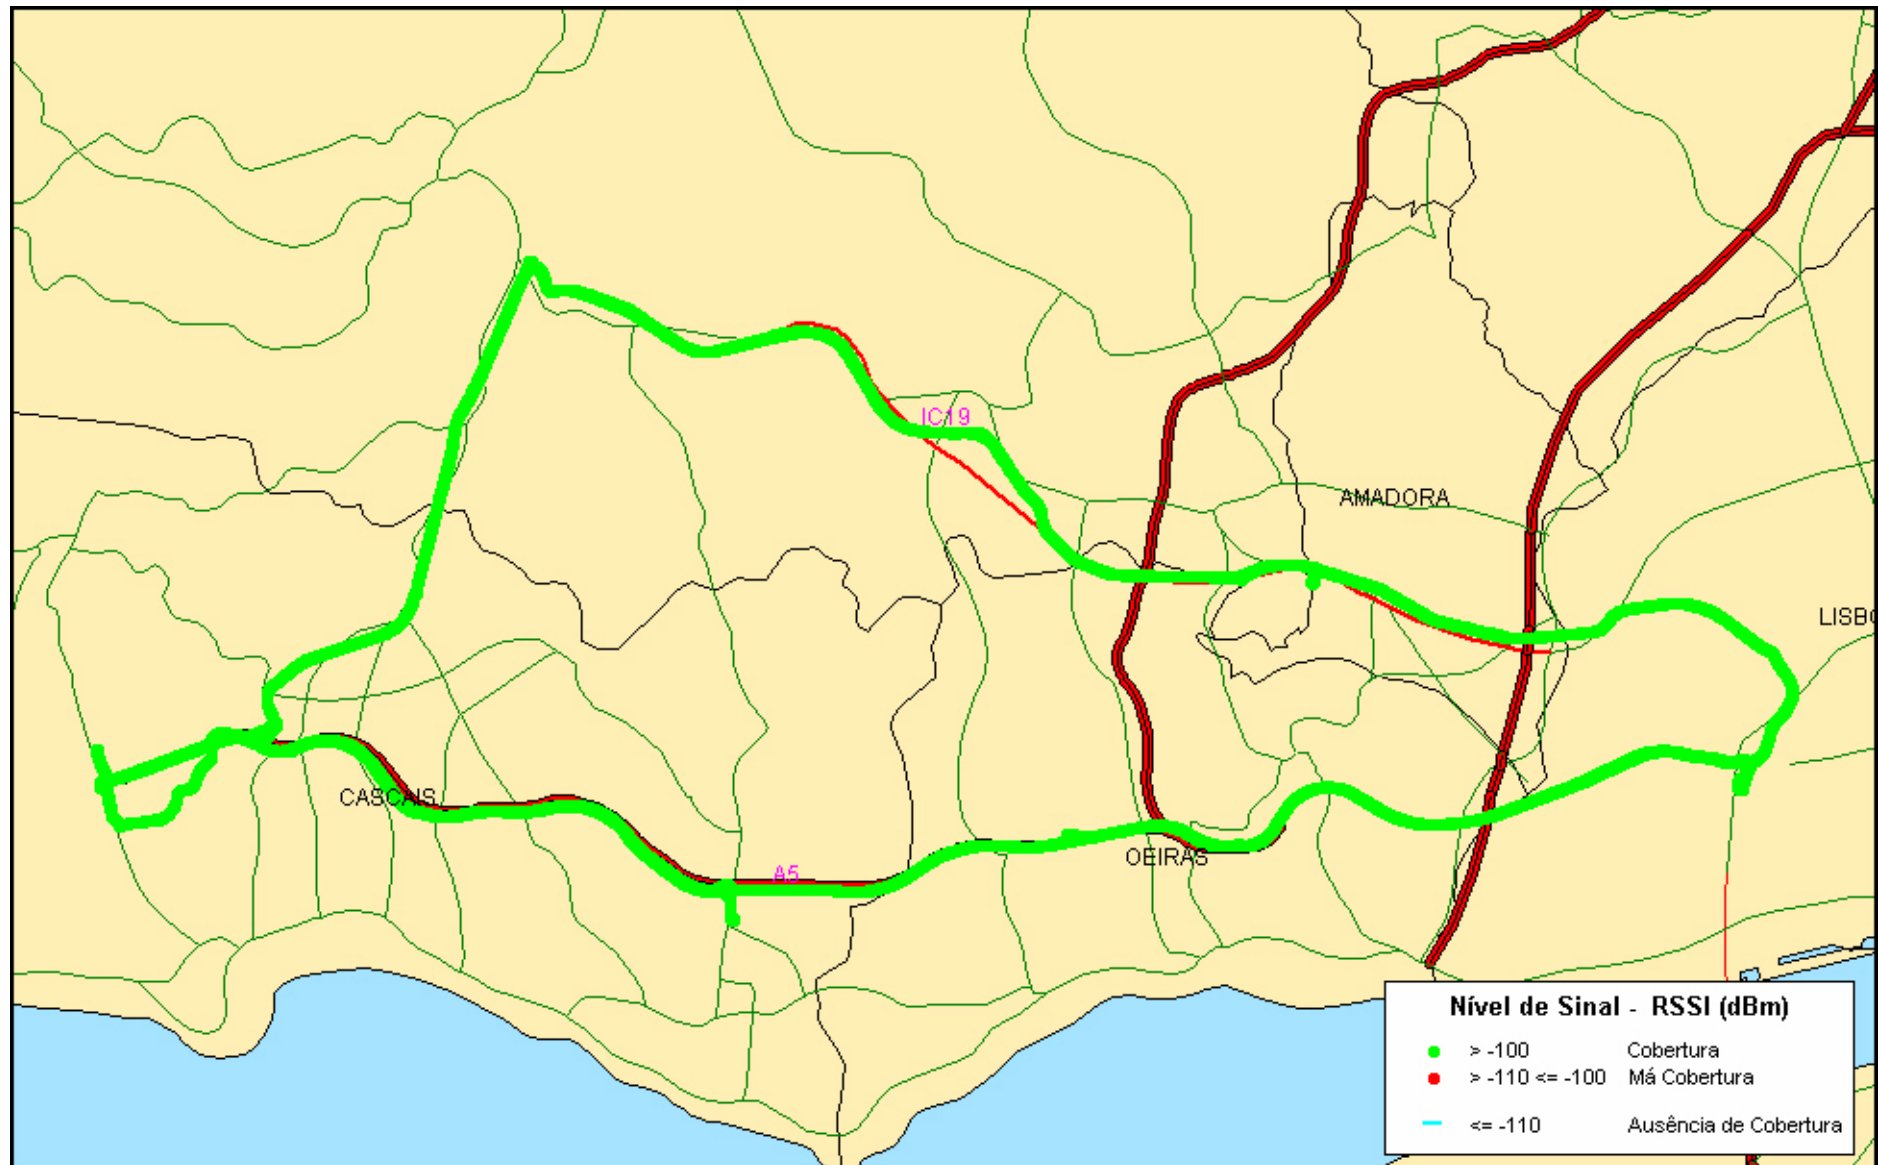 IC19
AMADORA
LISBO
CASCAIS
OEIRAS
A5
Nível de Sinal - RSSI (dBm)
> -100 Cobertura
> -110 <= -100 Má Cobertura
<= -110 Ausência de Cobertura